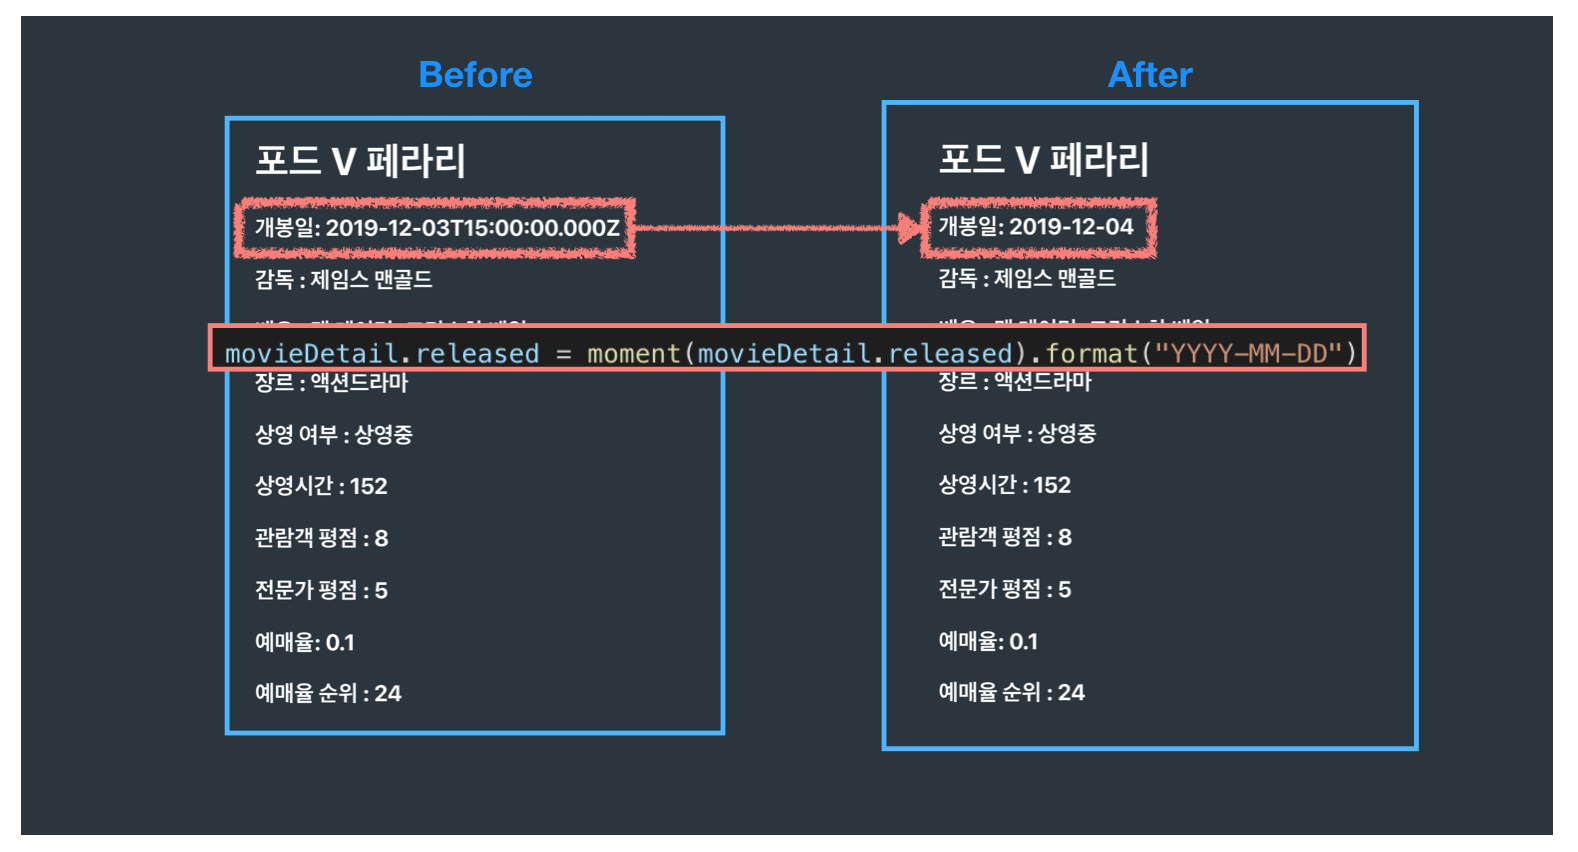 Before
포드 V 페라리
개봉일: 2019-12-03T15:00:00.000Z
감독 : 제임스 맨골드
장르 : 액션드라마
상영 여부 : 상영중
상영시간 : 152
관람객 평점 : 8
전문가 평점 : 5
예매율: 0.1
예매율 순위 : 24
After
포드 V 페라리
개봉일: 2019-12-04
감독 : 제임스 맨골드
장르 : 액션드라마
상영 여부 : 상영중
상영시간 : 152
관람객 평점 : 8
전문가 평점 : 5
예매율: 0.1
예매율 순위 : 24
movieDetail.released = moment(movieDetail.released).format("YYYY-MM-DD")